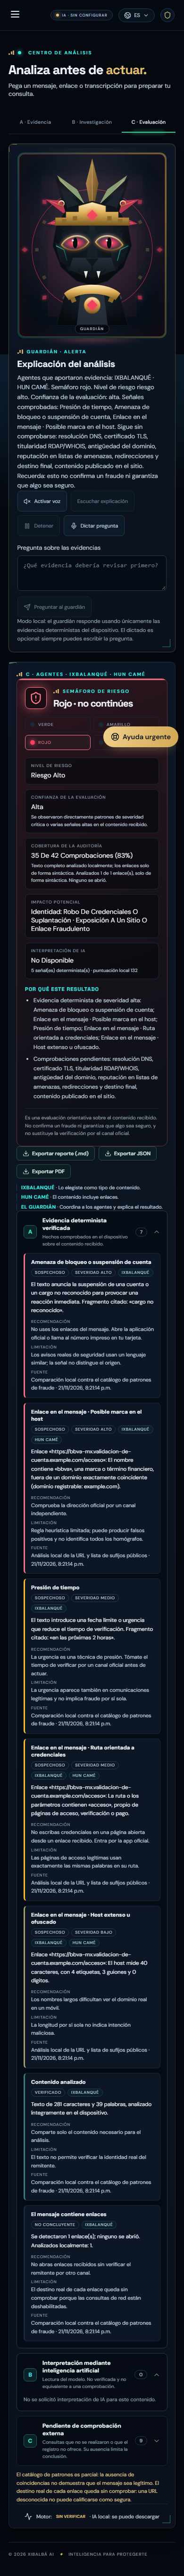 IA · SIN CONFIGURAR
ES
CENTRO DE ANÁLISIS
Analiza antes de actuar.
Pega un mensaje, enlace o transcripción para preparar tu
consulta.
A · Evidencia
B · Investigación
C · Evaluación
GUARDIÁN
GUARDIÁN · ALERTA
Explicación del análisis
Agentes que aportaron evidencia: IXBALANQUÉ ·
HUN CAMÉ. Semáforo rojo. Nivel de riesgo: riesgo
alto. Confianza de la evaluación: alta. Señales
comprobadas: Presión de tiempo, Amenaza de
bloqueo o suspensión de cuenta, Enlace en el
mensaje · Posible marca en el host. Sigue sin
comprobarse: resolución DNS, certificado TLS,
titularidad RDAP/WHOIS, antigüedad del dominio,
reputación en listas de amenazas, redirecciones y
destino final, contenido publicado en el sitio.
Recuerda: esto no confirma un fraude ni garantiza
que algo sea seguro.
Activar voz
Escuchar explicación
Detener
Dictar pregunta
Pregunta sobre las evidencias
¿Qué evidencia debería revisar primero?
Preguntar al guardián
Modo local: el guardián responde usando únicamente las
evidencias deterministas del dictamen. El dictado es
opcional; siempre puedes escribir la pregunta.
C · AGENTES · IXBALANQUÉ · HUN CAMÉ
SEMÁFORO DE RIESGO
Rojo · no continúes
VERDE
AMARILLO
ROJO
Ayuda urgente
NIVEL DE RIESGO
Riesgo Alto
CONFIANZA DE LA EVALUACIÓN
Alta
Se observaron directamente patrones de severidad
crítica o varias señales altas en el contenido recibido.
COBERTURA DE LA AUDITORÍA
35 De 42 Comprobaciones (83%)
Texto completo analizado localmente; los enlaces solo
de forma sintáctica. Analizados 1 de 1 enlace(s), solo de
forma sintáctica. Ninguno se abrió.
IMPACTO POTENCIAL
Identidad: Robo De Credenciales O
Suplantación · Exposición A Un Sitio O
Enlace Fraudulento
INTERPRETACIÓN DE IA
No Disponible
5 señal(es) determinista(s) · puntuación local 132
POR QUÉ ESTE RESULTADO
• Evidencia determinista de severidad alta:
Amenaza de bloqueo o suspensión de cuenta;
Enlace en el mensaje · Posible marca en el host;
Presión de tiempo; Enlace en el mensaje · Ruta
orientada a credenciales; Enlace en el mensaje ·
Host extenso u ofuscado.
• Comprobaciones pendientes: resolución DNS,
certificado TLS, titularidad RDAP/WHOIS,
antigüedad del dominio, reputación en listas de
amenazas, redirecciones y destino final,
contenido publicado en el sitio.
Es una evaluación orientativa sobre el contenido recibido.
No confirma un fraude ni garantiza que algo sea seguro, y
no sustituye la verificación por el canal oficial.
Exportar reporte (.md)
Exportar JSON
Exportar PDF
IXBALANQUÉ · Lo elegiste como tipo de contenido.
HUN CAMÉ · El contenido incluye enlaces.
EL GUARDIÁN · Coordina a los agentes y explica el resultado.
A
Evidencia determinista
verificada
Hechos comprobados en el dispositivo
sobre el contenido recibido.
7
Amenaza de bloqueo o suspensión de cuenta
SOSPECHOSO
SEVERIDAD ALTO
IXBALANQUÉ
El texto anuncia la suspensión de una cuenta o
un cargo no reconocido para provocar una
reacción inmediata. Fragmento citado: «cargo no
reconocido».
RECOMENDACIÓN
No uses los enlaces del mensaje. Abre la aplicación
oficial o llama al número impreso en tu tarjeta.
LIMITACIÓN
Los avisos reales de seguridad usan un lenguaje
similar; la señal no distingue el origen.
FUENTE
Comparación local contra el catálogo de patrones
de fraude · 21/11/2026, 8:21:14 p.m.
Enlace en el mensaje · Posible marca en el
host
SOSPECHOSO
SEVERIDAD ALTO
IXBALANQUÉ
HUN CAMÉ
Enlace «https://bbva-mx.validacion-de-
cuenta.example.com/acceso»: El nombre
contiene «bbva», una marca o término financiero,
fuera de un dominio exactamente coincidente
(dominio registrable: example.com).
RECOMENDACIÓN
Comprueba la dirección oficial por un canal
independiente.
LIMITACIÓN
Regla heurística limitada; puede producir falsos
positivos y no identifica todos los homógrafos.
FUENTE
Análisis local de la URL y lista de sufijos públicos ·
21/11/2026, 8:21:14 p.m.
Presión de tiempo
SOSPECHOSO
SEVERIDAD MEDIO
IXBALANQUÉ
El texto introduce una fecha límite o urgencia
que reduce el tiempo de verificación. Fragmento
citado: «en las próximas 2 horas».
RECOMENDACIÓN
La urgencia es una técnica de presión. Tómate el
tiempo de verificar por un canal oficial antes de
actuar.
LIMITACIÓN
La urgencia aparece también en comunicaciones
legítimas y no implica fraude por sí sola.
FUENTE
Comparación local contra el catálogo de patrones
de fraude · 21/11/2026, 8:21:14 p.m.
Enlace en el mensaje · Ruta orientada a
credenciales
SOSPECHOSO
SEVERIDAD MEDIO
IXBALANQUÉ
HUN CAMÉ
Enlace «https://bbva-mx.validacion-de-
cuenta.example.com/acceso»: La ruta o los
parámetros contienen «acceso», propio de
páginas de acceso, verificación o pago.
RECOMENDACIÓN
No escribas credenciales en una página abierta
desde un enlace recibido. Entra por la app oficial.
LIMITACIÓN
Las páginas de acceso legítimas usan
exactamente las mismas palabras en su ruta.
FUENTE
Análisis local de la URL y lista de sufijos públicos ·
21/11/2026, 8:21:14 p.m.
Enlace en el mensaje · Host extenso u
ofuscado
SOSPECHOSO
SEVERIDAD BAJO
IXBALANQUÉ
HUN CAMÉ
Enlace «https://bbva-mx.validacion-de-
cuenta.example.com/acceso»: El host mide 40
caracteres, con 4 etiquetas, 3 guiones y 0
dígitos.
RECOMENDACIÓN
Los nombres largos dificultan ver el dominio real
en un móvil.
LIMITACIÓN
La longitud por sí sola no indica intención
maliciosa.
FUENTE
Análisis local de la URL y lista de sufijos públicos ·
21/11/2026, 8:21:14 p.m.
Contenido analizado
VERIFICADO
IXBALANQUÉ
Texto de 281 caracteres y 39 palabras, analizado
íntegramente en el dispositivo.
RECOMENDACIÓN
Comparte solo el contenido necesario para el
análisis.
LIMITACIÓN
El texto no permite verificar la identidad real del
remitente.
FUENTE
Comparación local contra el catálogo de patrones
de fraude · 21/11/2026, 8:21:14 p.m.
El mensaje contiene enlaces
NO CONCLUYENTE
IXBALANQUÉ
Se detectaron 1 enlace(s); ninguno se abrió.
Analizados localmente: 1.
RECOMENDACIÓN
No abras enlaces recibidos sin verificar el
remitente por otro canal.
LIMITACIÓN
El destino real de cada enlace queda sin
comprobar porque las consultas de red están
deshabilitadas.
FUENTE
Comparación local contra el catálogo de patrones
de fraude · 21/11/2026, 8:21:14 p.m.
B
Interpretación mediante
inteligencia artificial
Lectura del modelo. No verificada y no
equivalente a una comprobación.
0
No se solicitó interpretación de IA para este contenido.
C
Pendiente de comprobación
externa
Consultas que no se realizaron o que el
registro no ofrece. Su ausencia limita la
conclusión.
9
El catálogo de patrones es parcial: la ausencia de
coincidencias no demuestra que el mensaje sea legítimo. El
destino real de cada enlace queda sin comprobar: una URL
desconocida no puede calificarse como segura.
Motor: SIN VERIFICAR · IA local: se puede descargar
© 2026 XIBALBÁ AI
INTELIGENCIA PARA PROTEGERTE